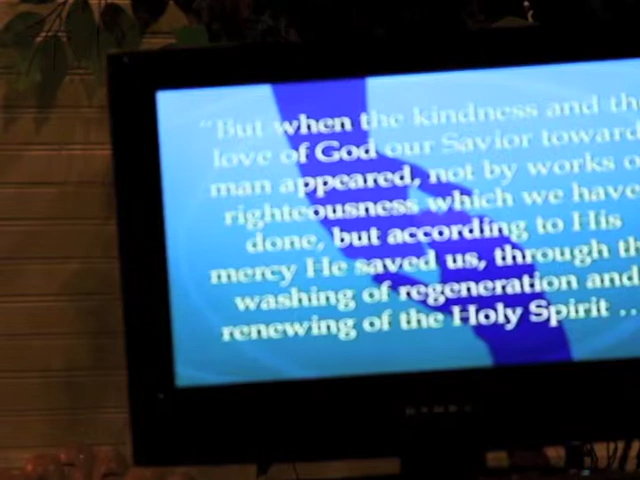 "But when the kindness and th
love of God our Savior toward
man appeared, not by works o
righteousness which we have
done, but according to His
mercy He saved us, through th
washing of regeneration and
renewing of the Holy Spirit ..